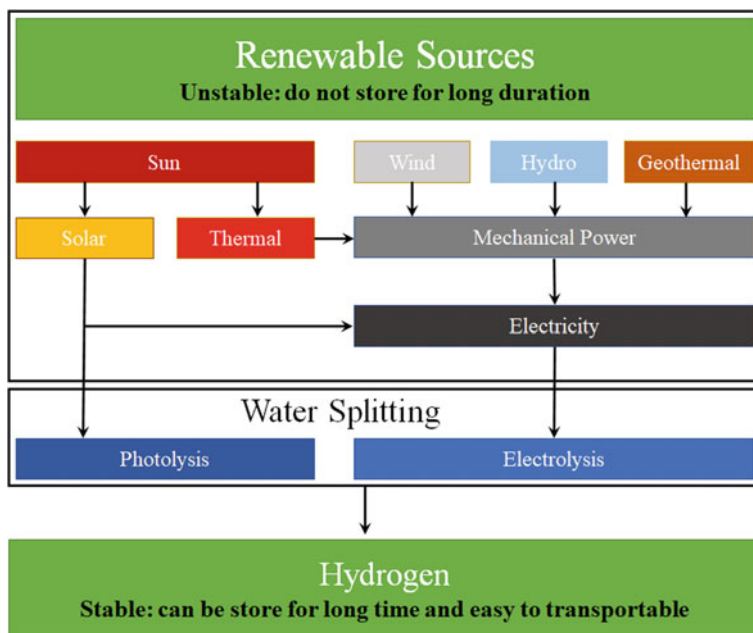 Renewable Sources
Unstable: do not store for long duration
Sun
Wind
Hydro
Geothermal
Solar
Thermal
Mechanical Power
Electricity
Water Splitting
Photolysis
Electrolysis
Hydrogen
Stable: can be store for long time and easy to transportable